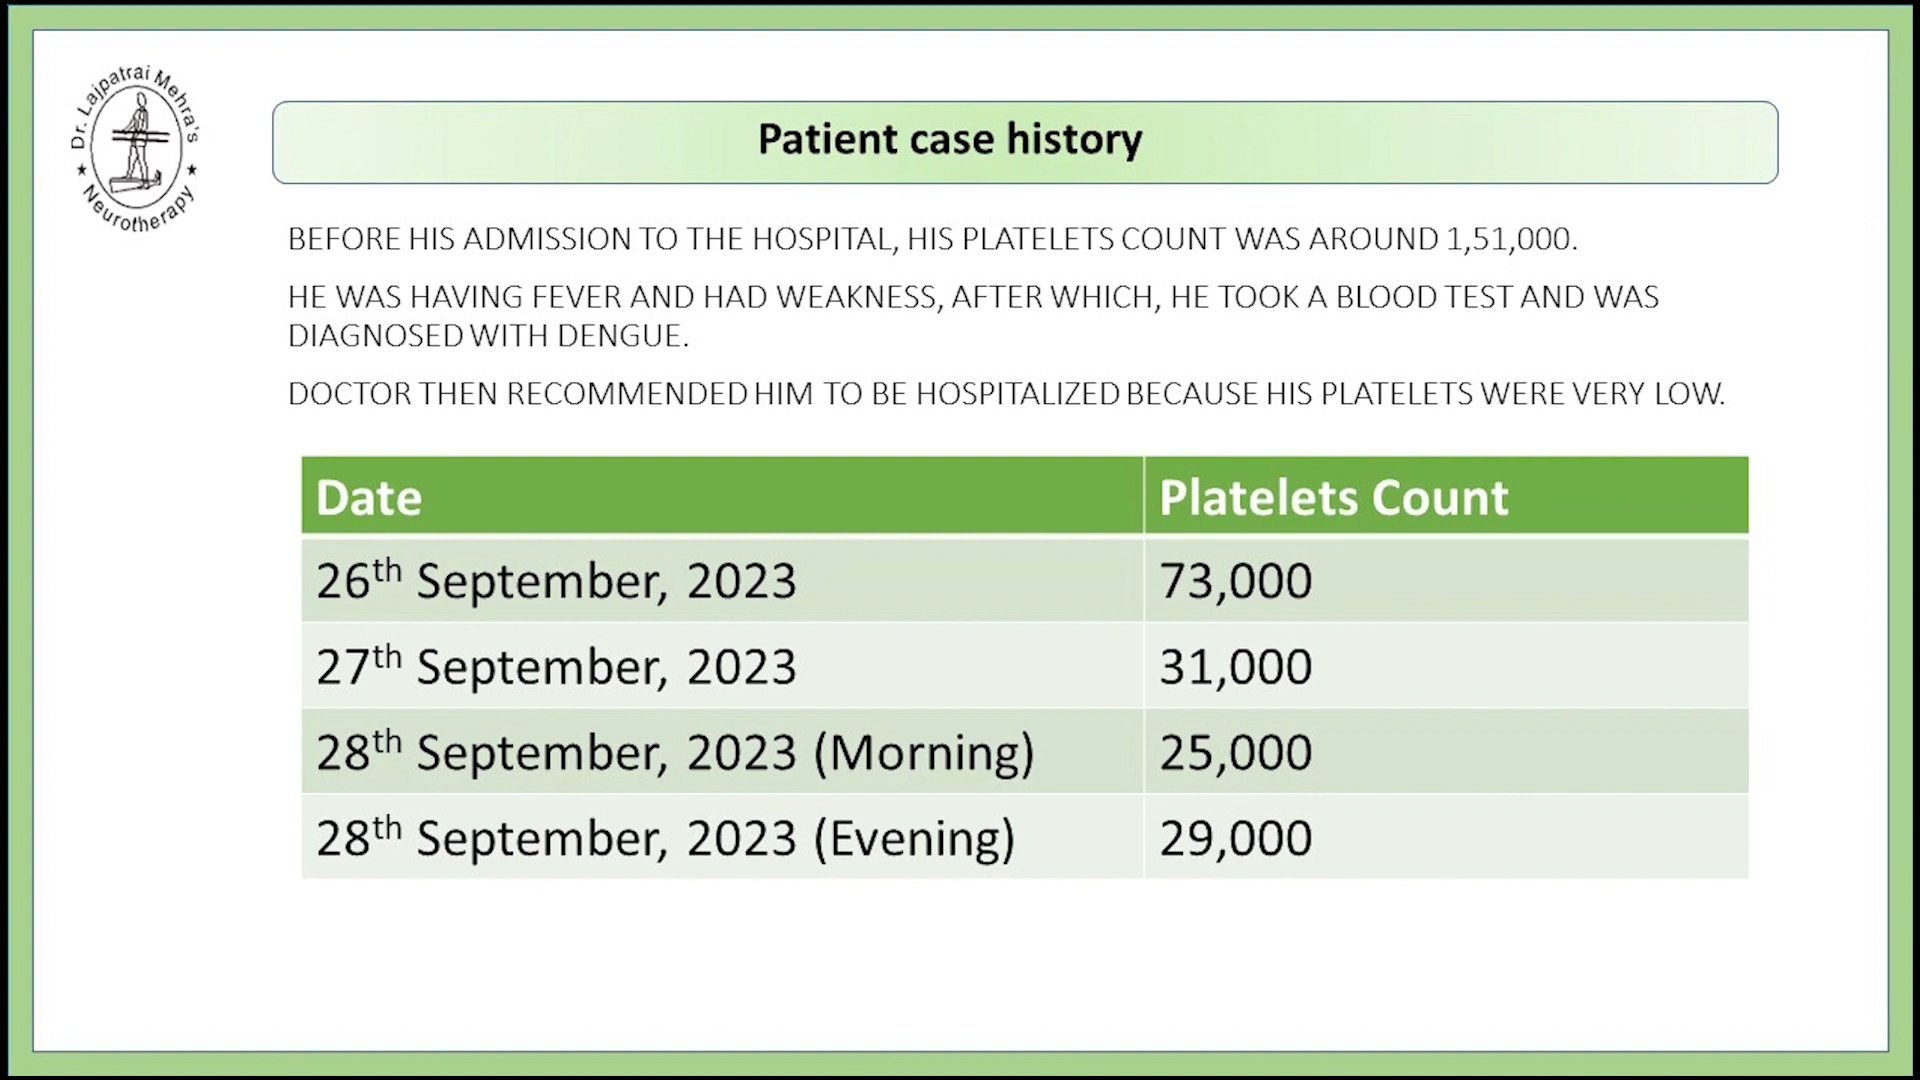 Dr. Lajpatrai Mehra's
★ Neurotherapy ★
Patient case history
BEFORE HIS ADMISSION TO THE HOSPITAL, HIS PLATELETS COUNT WAS AROUND 1,51,000.
HE WAS HAVING FEVER AND HAD WEAKNESS, AFTER WHICH, HE TOOK A BLOOD TEST AND WAS
DIAGNOSED WITH DENGUE.
DOCTOR THEN RECOMMENDED HIM TO BE HOSPITALIZED BECAUSE HIS PLATELETS WERE VERY LOW.
Date Platelets Count
26th September, 2023 73,000
27th September, 2023 31,000
28th September, 2023 (Morning) 25,000
28th September, 2023 (Evening) 29,000